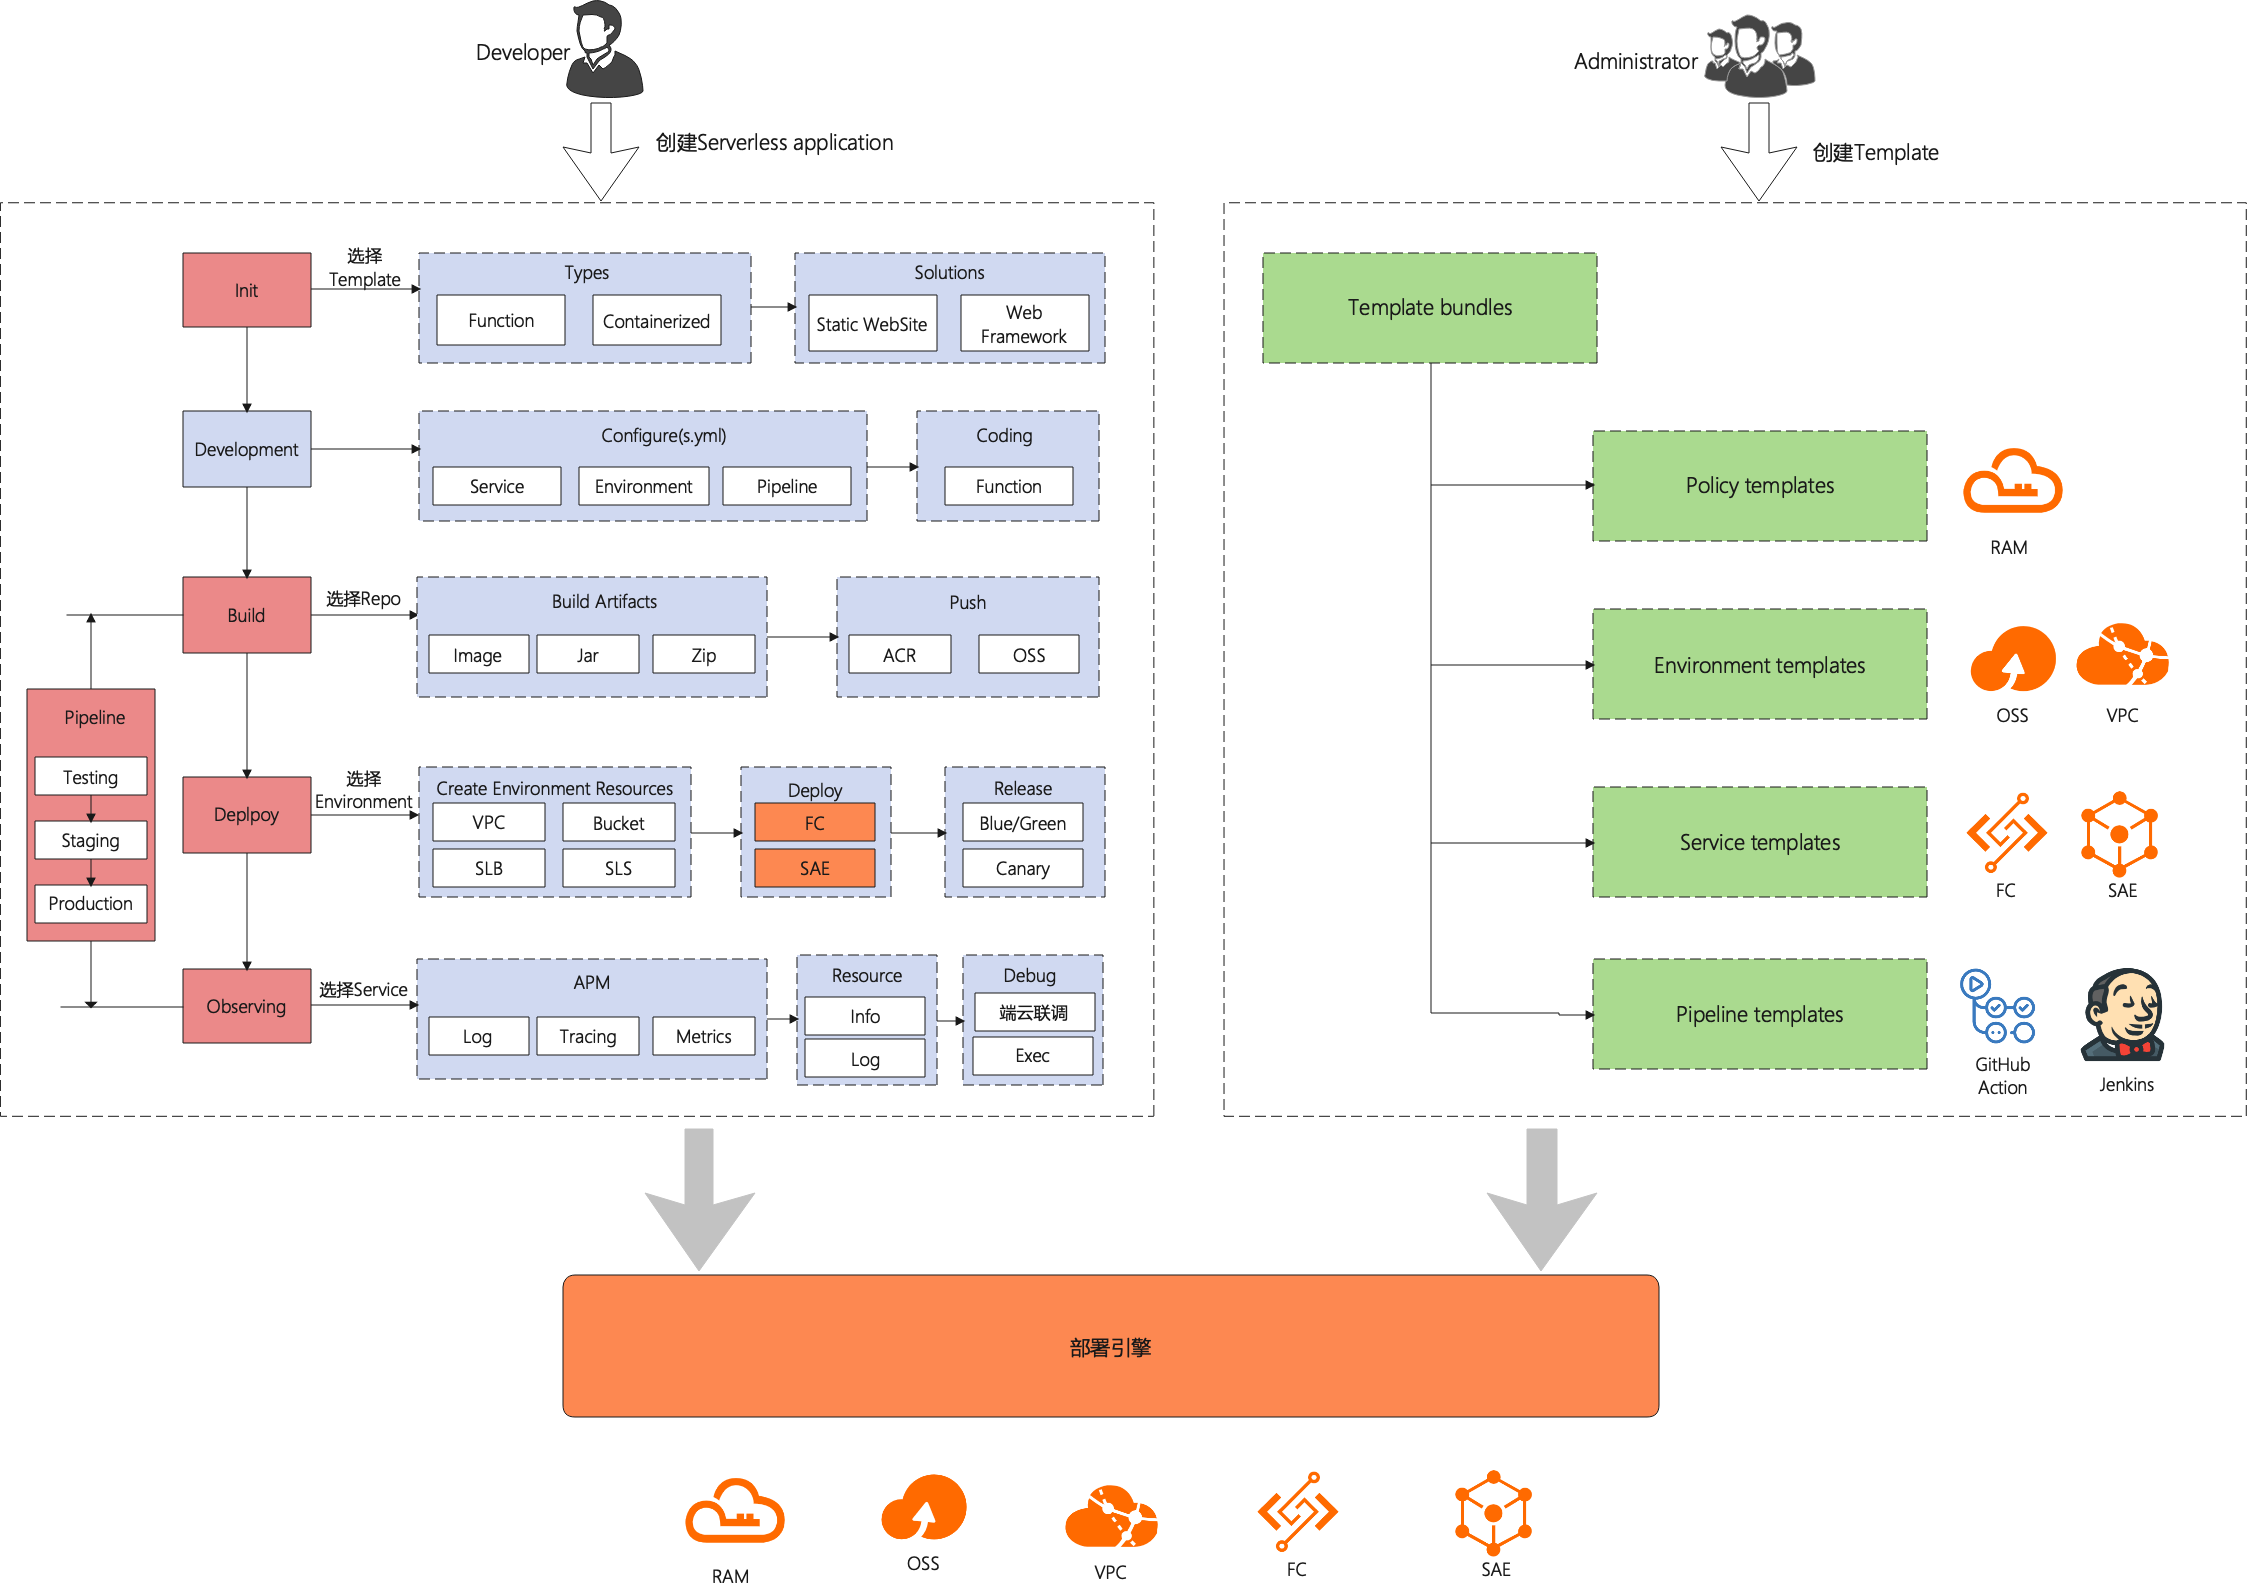 Developer
创建Serverless application
Administrator
创建Template
Init
选择
Template
Types
Function
Containerized
Solutions
Static WebSite
Web
Framework
Development
Configure(s.yml)
Service
Environment
Pipeline
Coding
Function
Build
选择Repo
Build Artifacts
Image
Jar
Zip
Push
ACR
OSS
Pipeline
Testing
Staging
Production
Deplpoy
选择
Environment
Create Environment Resources
VPC
Bucket
SLB
SLS
Deploy
FC
SAE
Release
Blue/Green
Canary
Observing
选择Service
APM
Log
Tracing
Metrics
Resource
Info
Log
Debug
端云联调
Exec
Template bundles
Policy templates
RAM
Environment templates
OSS
VPC
Service templates
FC
SAE
Pipeline templates
GitHub
Action
Jenkins
部署引擎
RAM
OSS
VPC
FC
SAE